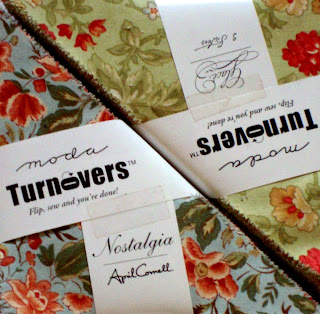 moda
Turnovers™
Flip, sew and you're done!
Nostalgia
April Cornell
moda
Turnovers™
Flip, sew and you're done!
3 Sisters